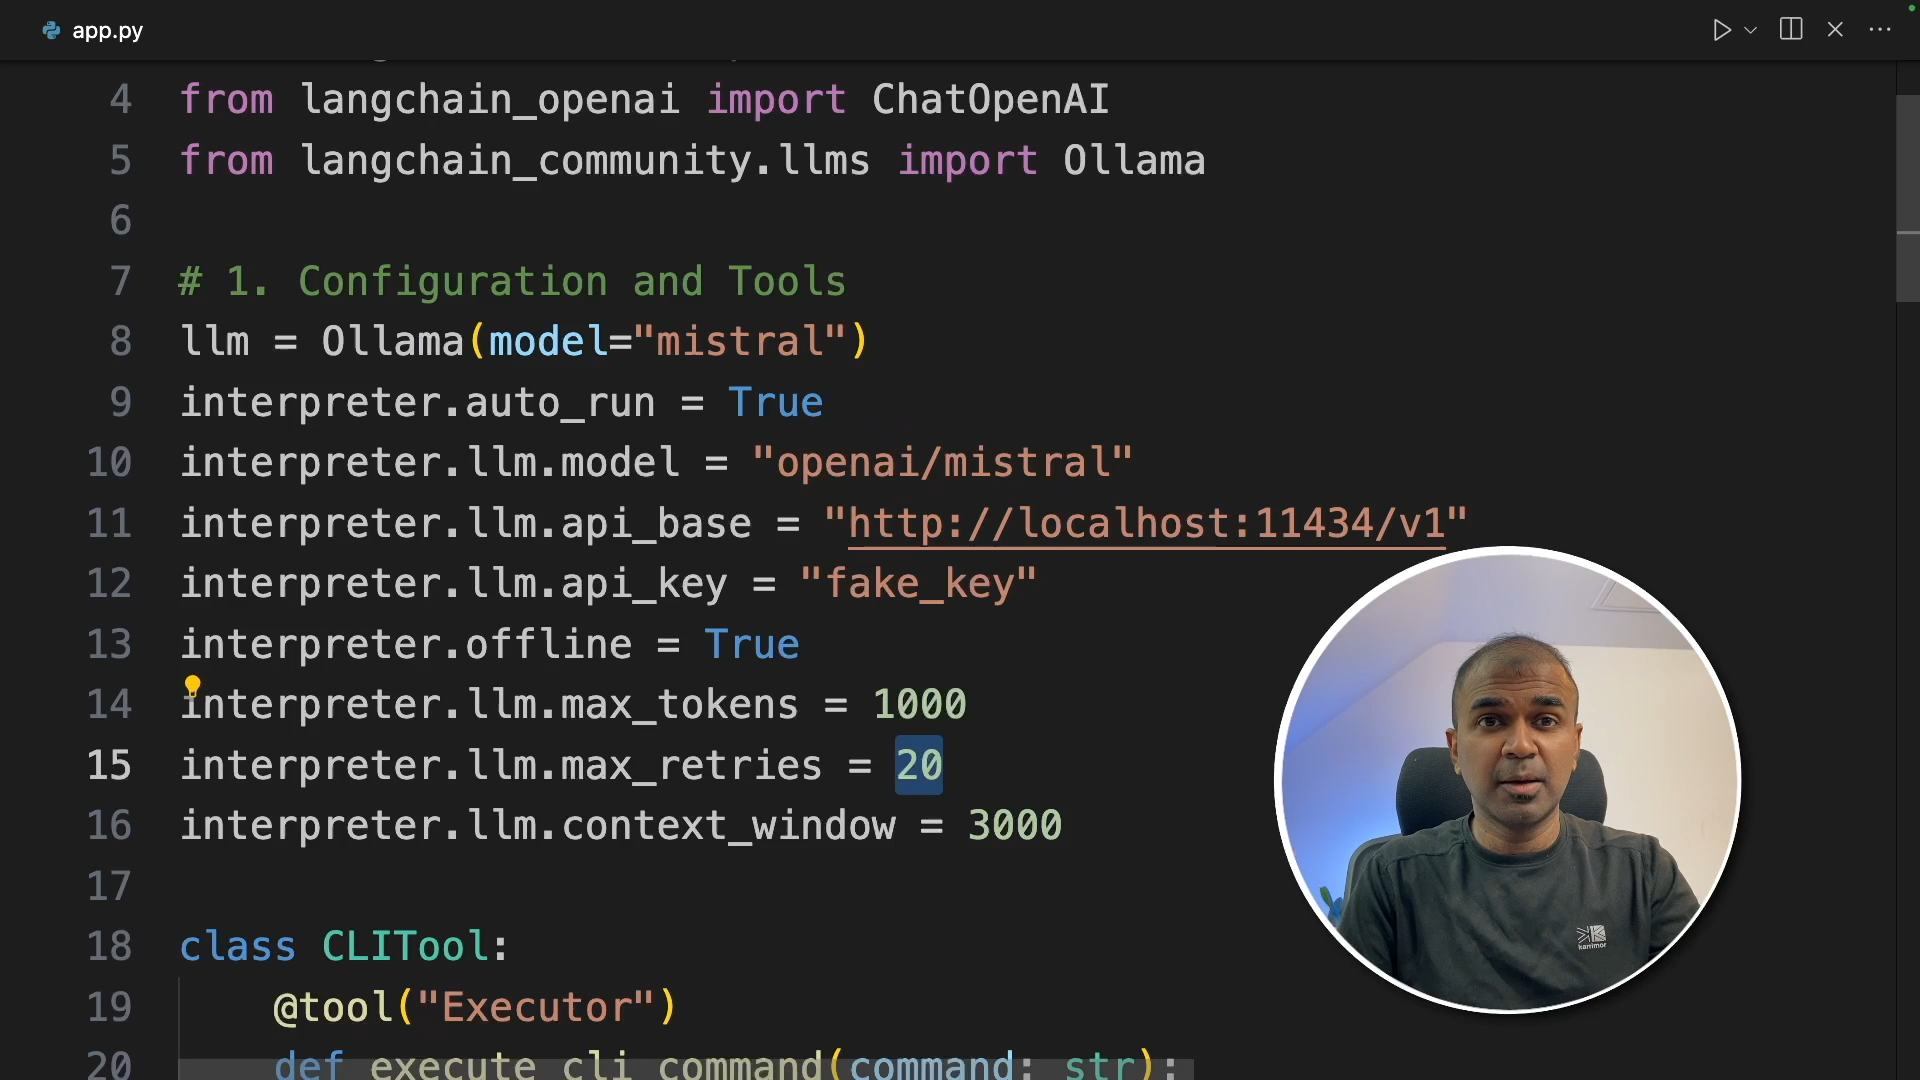 app.py
4 from langchain_openai import ChatOpenAI
5 from langchain_community.llms import Ollama
6
7 # 1. Configuration and Tools
8 llm = Ollama(model="mistral")
9 interpreter.auto_run = True
10 interpreter.llm.model = "openai/mistral"
11 interpreter.llm.api_base = "http://localhost:11434/v1"
12 interpreter.llm.api_key = "fake_key"
13 interpreter.offline = True
14 interpreter.llm.max_tokens = 1000
15 interpreter.llm.max_retries = 20
16 interpreter.llm.context_window = 3000
17
18 class CLITool:
19 @tool("Executor")
20 def execute_cli_command(command: str):
karrimor